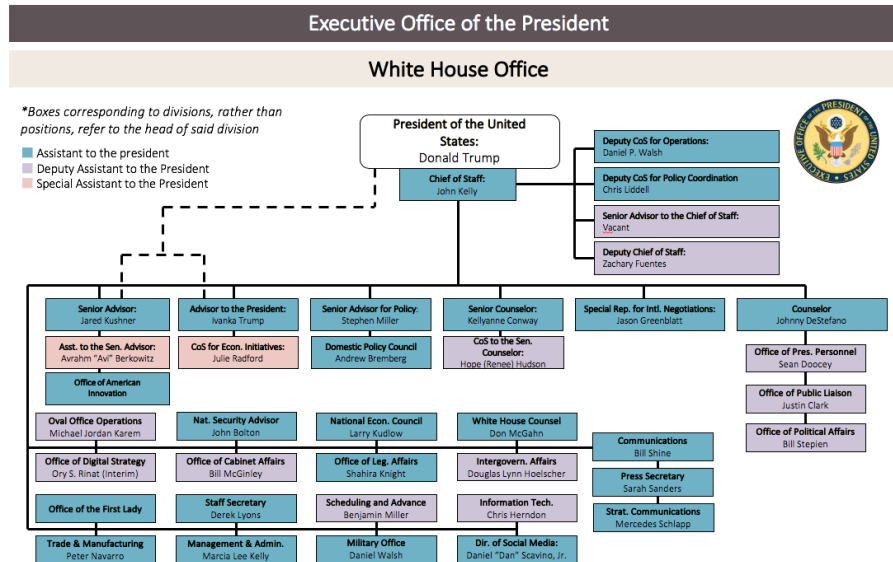 Executive Office of the President
White House Office
*Boxes corresponding to divisions, rather than
positions, refer to the head of said division
Assistant to the president
Deputy Assistant to the President
Special Assistant to the President
President of the United
States:
Donald Trump
Chief of Staff:
John Kelly
Deputy CoS for Operations:
Daniel P. Walsh
Deputy CoS for Policy Coordination
Chris Liddell
Senior Advisor to the Chief of Staff:
Vacant
Deputy Chief of Staff:
Zachary Fuentes
EXECUTIVE OFFICE OF THE PRESIDENT OF THE UNITED STATES
Senior Advisor:
Jared Kushner
Advisor to the President:
Ivanka Trump
Senior Advisor for Policy:
Stephen Miller
Senior Counselor:
Kellyanne Conway
Special Rep. for Intl. Negotiations:
Jason Greenblatt
Counselor
Johnny DeStefano
Asst. to the Sen. Advisor:
Avrahm “Avi” Berkowitz
CoS for Econ. Initiatives:
Julie Radford
Domestic Policy Council
Andrew Bremberg
CoS to the Sen.
Counselor:
Hope (Renee) Hudson
Office of Pres. Personnel
Sean Doocey
Office of American
Innovation
Office of Public Liaison
Justin Clark
Office of Political Affairs
Bill Stepien
Oval Office Operations
Michael Jordan Karem
Nat. Security Advisor
John Bolton
National Econ. Council
Larry Kudlow
White House Counsel
Don McGahn
Communications
Bill Shine
Office of Digital Strategy
Ory S. Rinat (Interim)
Office of Cabinet Affairs
Bill McGinley
Office of Leg. Affairs
Shahira Knight
Intergovern. Affairs
Douglas Lynn Hoelscher
Press Secretary
Sarah Sanders
Office of the First Lady
Staff Secretary
Derek Lyons
Scheduling and Advance
Benjamin Miller
Information Tech.
Chris Herndon
Strat. Communications
Mercedes Schlapp
Trade & Manufacturing
Peter Navarro
Management & Admin.
Marcia Lee Kelly
Military Office
Daniel Walsh
Dir. of Social Media:
Daniel “Dan” Scavino, Jr.